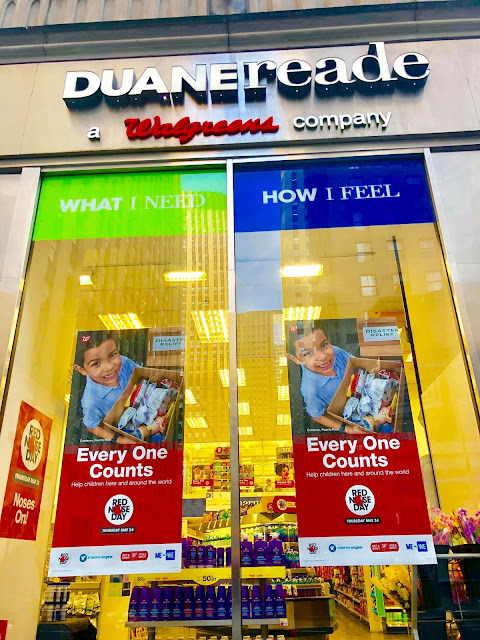 DUANEreade
a Walgreens company
WHAT I NEED
HOW I FEEL
DISASTER
RELIEF
Every One
Counts
Help children here and around the world
RED
NOSE
DAY
THURSDAY MAY 24
DISASTER
RELIEF
Every One
Counts
Help children here and around the world
RED
NOSE
DAY
THURSDAY MAY 24
RED
NOSE
DAY
THURSDAY MAY 24
Noses
On!